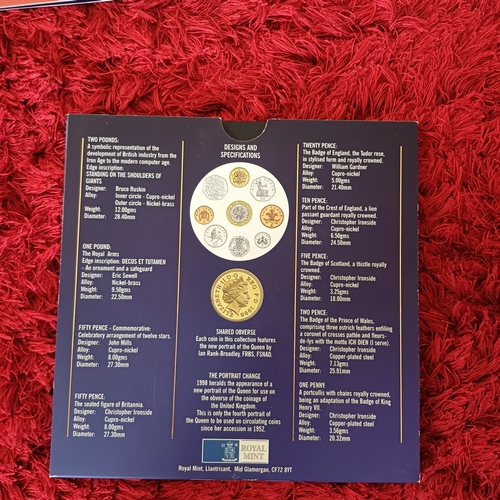 TWO POUNDS:
A symbolic representation of the
development of British industry from the
Iron Age to the modern computer age.
Edge inscription:
STANDING ON THE SHOULDERS OF
GIANTS
Designer: Bruce Rushin
Alloy: Inner circle - Cupro-nickel
Outer circle - Nickel-brass
Weight: 12.00gms
Diameter: 28.40mm
ONE POUND:
The Royal Arms
Edge inscription: DECUS ET TUTAMEN
- An ornament and a safeguard
Designer: Eric Sewell
Alloy: Nickel-brass
Weight: 9.50gms
Diameter: 22.50mm
FIFTY PENCE - Commemorative:
Celebratory arrangement of twelve stars.
Designer: John Mills
Alloy: Cupro-nickel
Weight: 8.00gms
Diameter: 27.30mm
FIFTY PENCE:
The seated figure of Britannia.
Designer: Christopher Ironside
Alloy: Cupro-nickel
Weight: 8.00gms
Diameter: 27.30mm
DESIGNS AND
SPECIFICATIONS
ELIZABETH·II·D·G REG·F·D·1998
SHARED OBVERSE
Each coin in this collection features
the new portrait of the Queen by
Ian Rank-Broadley, FRBS, FSNAD.
THE PORTRAIT CHANGE
1998 heralds the appearance of a
new portrait of the Queen for use
on the obverse of the coinage of
the United Kingdom.
This is only the fourth portrait of
the Queen to be used on circulating coins
since her accession in 1952.
ROYAL
MINT
Royal Mint, Llantrisant, Mid Glamorgan, CF72 8YT
TWENTY PENCE:
The Badge of England, the Tudor rose,
in stylised form and royally crowned.
Designer: William Gardner
Alloy: Cupro-nickel
Weight: 5.00gms
Diameter: 21.40mm
TEN PENCE:
Part of the Crest of England, a lion
passant guardant royally crowned.
Designer: Christopher Ironside
Alloy: Cupro-nickel
Weight: 6.50gms
Diameter: 24.50mm
FIVE PENCE:
The Badge of Scotland, a thistle royally
crowned.
Designer: Christopher Ironside
Alloy: Cupro-nickel
Weight: 3.25gms
Diameter: 18.00mm
TWO PENCE:
The Badge of the Prince of Wales,
comprising three ostrich feathers enfiling
a coronet of crosses pattée and fleurs-
de-lys with the motto ICH DIEN (I serve).
Designer: Christopher Ironside
Alloy: Copper-plated steel
Weight: 7.13gms
Diameter: 25.91mm
ONE PENNY:
A portcullis with chains royally crowned,
being an adaptation of the Badge of King
Henry VII.
Designer: Christopher Ironside
Alloy: Copper-plated steel
Weight: 3.56gms
Diameter: 20.32mm